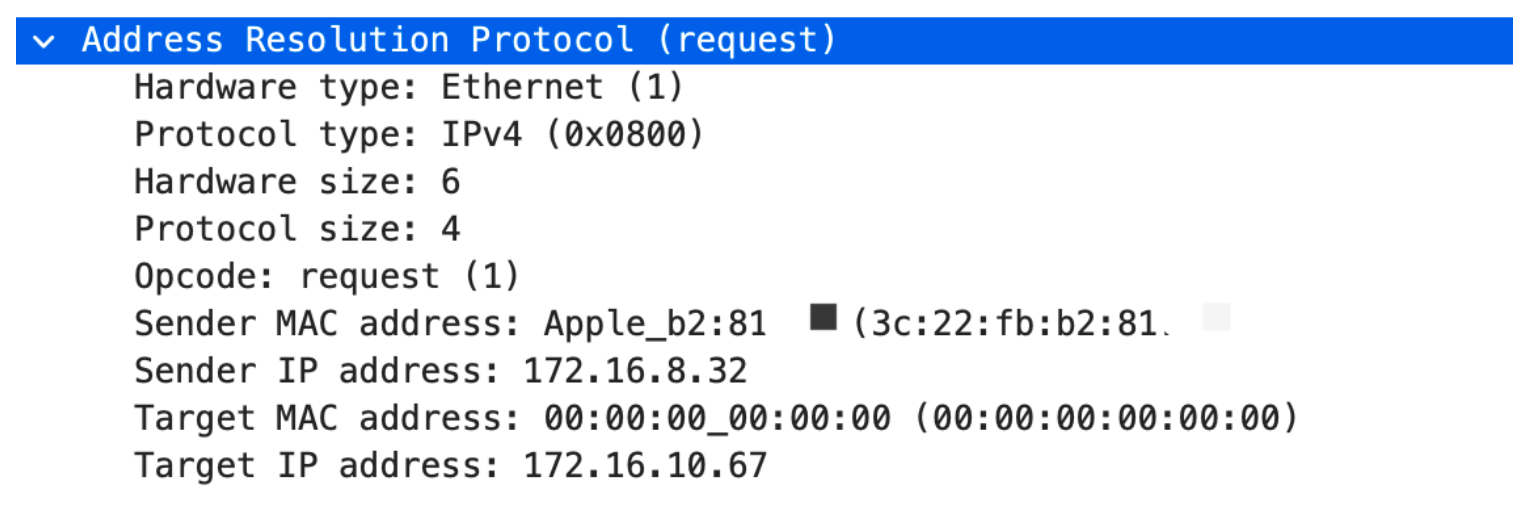 Address Resolution Protocol (request)
Hardware type: Ethernet (1)
Protocol type: IPv4 (0x0800)
Hardware size: 6
Protocol size: 4
Opcode: request (1)
Sender MAC address: Apple_b2:81 (3c:22:fb:b2:81
Sender IP address: 172.16.8.32
Target MAC address: 00:00:00_00:00:00 (00:00:00:00:00:00)
Target IP address: 172.16.10.67